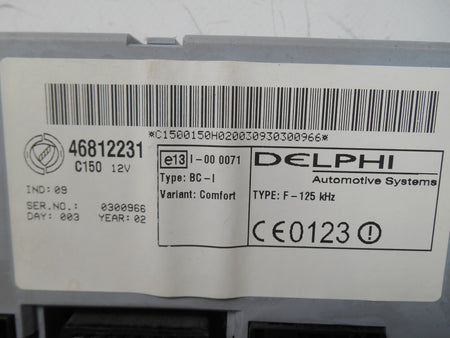 *C1500150H020030930300966*
46812231
C150 12V
IND: 09
SER.NO.: 0300966
DAY: 003 YEAR: 02
e13 I-00 0071
Type: BC-I
Variant: Comfort
DELPHI
Automotive Systems
TYPE: F-125 kHz
CE0123